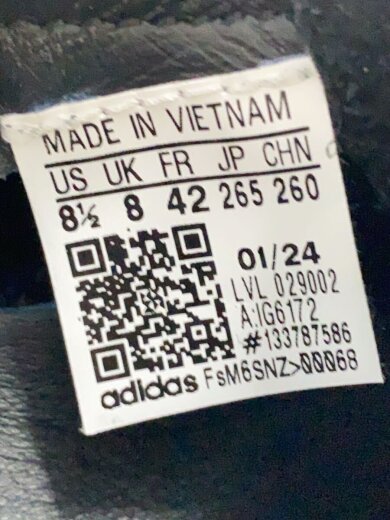 MADE IN VIETNAM
US UK FR JP CHN
8½ 8 42 265 260
01/24
LVL 029002
A:IG6172
#133787586
adidas FsM6SNZ>00068